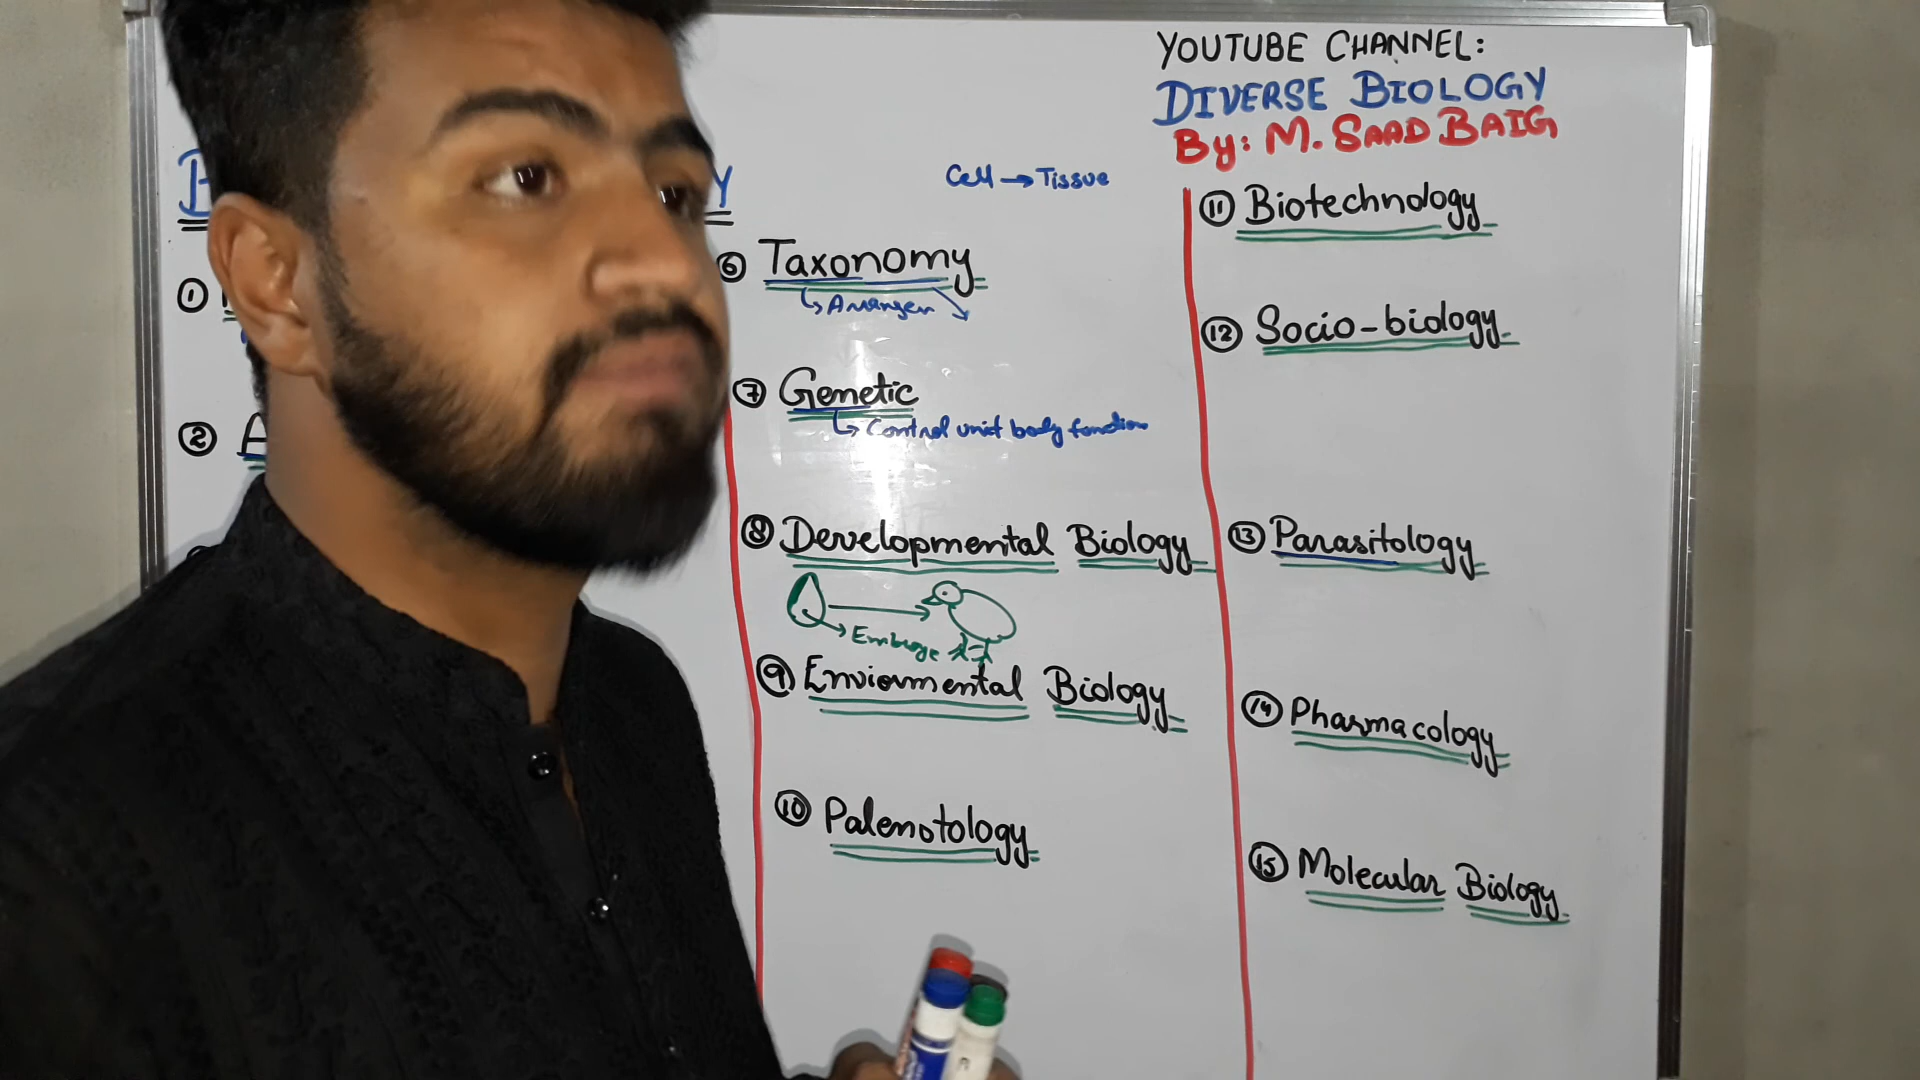 YOUTUBE CHANNEL:
DIVERSE BIOLOGY
By: M. SAAD BAIG
Cell → Tissue
①
②
⑥ Taxonomy
↳ Arrangen
⑦ Genetic
↳ Control unit body function
⑧ Developmental Biology
Embroye
⑨ Enviormental Biology
⑩ Palenotology
⑪ Biotechnology
⑫ Socio-biology
⑬ Parasitology
⑭ Pharmacology
⑮ Molecular Biology